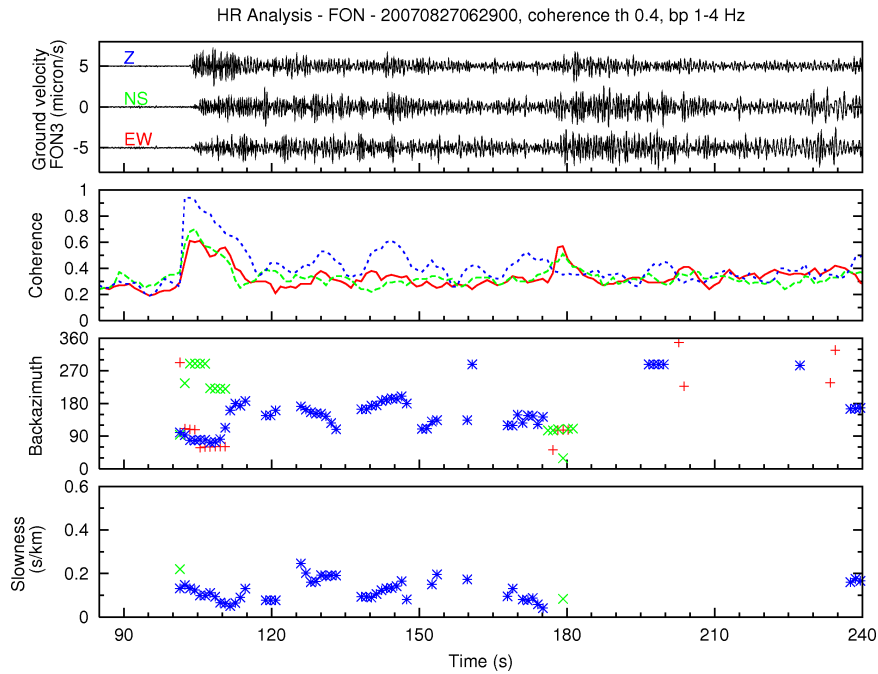 HR Analysis - FON - 20070827062900, coherence th 0.4, bp 1-4 Hz
Ground velocity
FON3 (micron/s)
5
0
-5
Z
NS
EW
Coherence
1
0.8
0.6
0.4
0.2
0
Backazimuth
360
270
180
90
0
Slowness
(s/km)
0.6
0.4
0.2
0
90 120 150 180 210 240
Time (s)